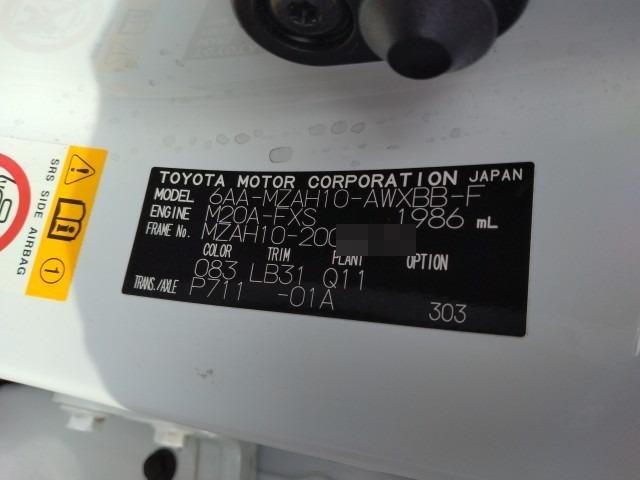 TOYOTA MOTOR CORPORATION JAPAN
MODEL 6AA-MZAH10-AWXBB-F
ENGINE M20A-FXS 1986 mL
FRAME No. MZAH10-200
COLOR TRIM PLANT OPTION
083 LB31 Q11
TRANS./AXLE P711 -01A
303
SRS SIDE AIRBAG
1